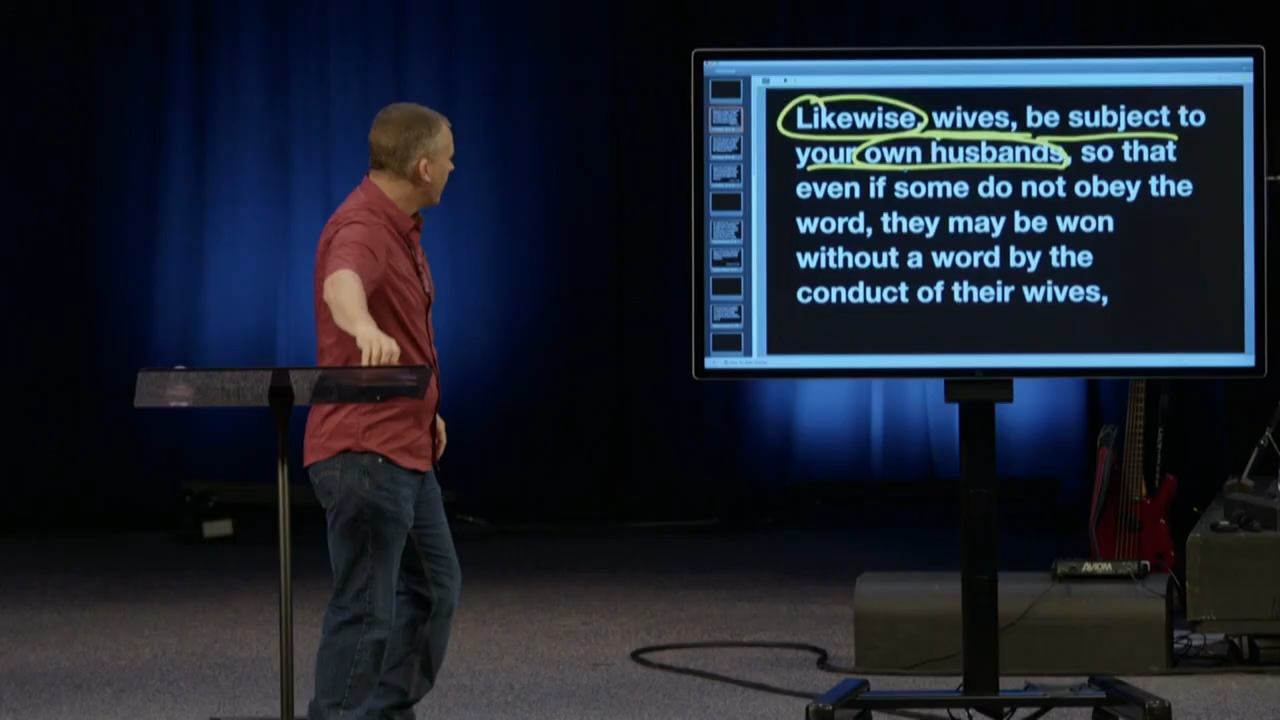 Likewise, wives, be subject to
your own husbands, so that
even if some do not obey the
word, they may be won
without a word by the
conduct of their wives,
AVIOM